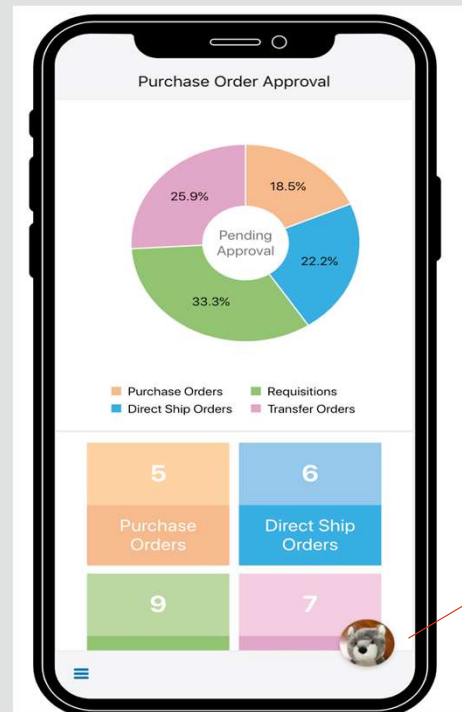 Purchase Order Approval
25.9%
18.5%
Pending
Approval
22.2%
33.3%
Purchase Orders
Requisitions
Direct Ship Orders
Transfer Orders
5
6
Purchase
Orders
Direct Ship
Orders
9
7